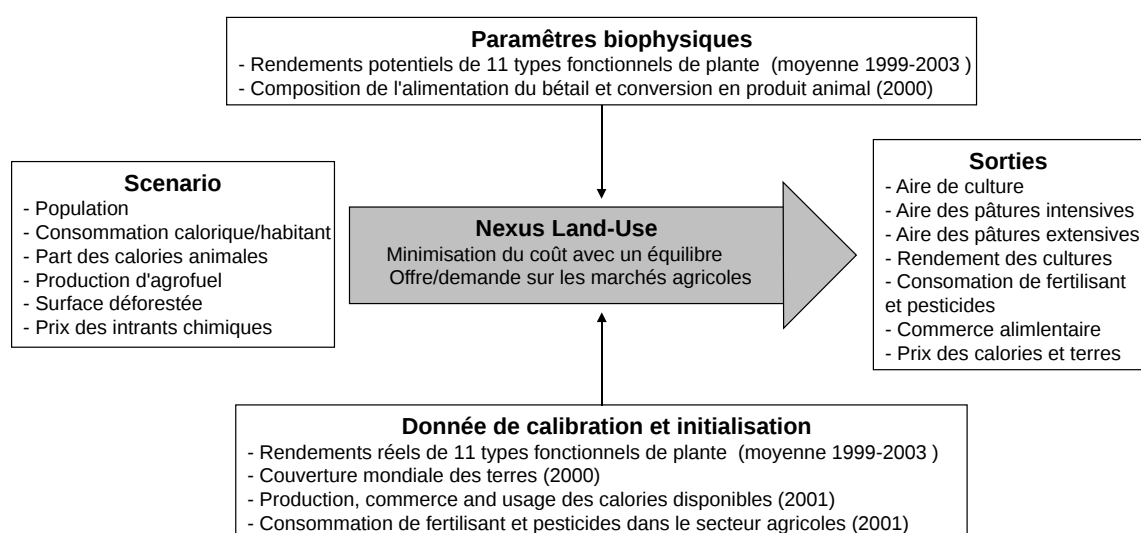 Paramêtres biophysiques
- Rendements potentiels de 11 types fonctionnels de plante (moyenne 1999-2003 )
- Composition de l'alimentation du bétail et conversion en produit animal (2000)
Scenario
- Population
- Consommation calorique/habitant
- Part des calories animales
- Production d'agrofuel
- Surface déforestée
- Prix des intrants chimiques
Nexus Land-Use
Minimisation du coût avec un équilibre
Offre/demande sur les marchés agricoles
Sorties
- Aire de culture
- Aire des pâtures intensives
- Aire des pâtures extensives
- Rendement des cultures
- Consomation de fertilisant
et pesticides
- Commerce alimlentaire
- Prix des calories et terres
Donnée de calibration et initialisation
- Rendements réels de 11 types fonctionnels de plante (moyenne 1999-2003 )
- Couverture mondiale des terres (2000)
- Production, commerce and usage des calories disponibles (2001)
- Consommation de fertilisant et pesticides dans le secteur agricoles (2001)